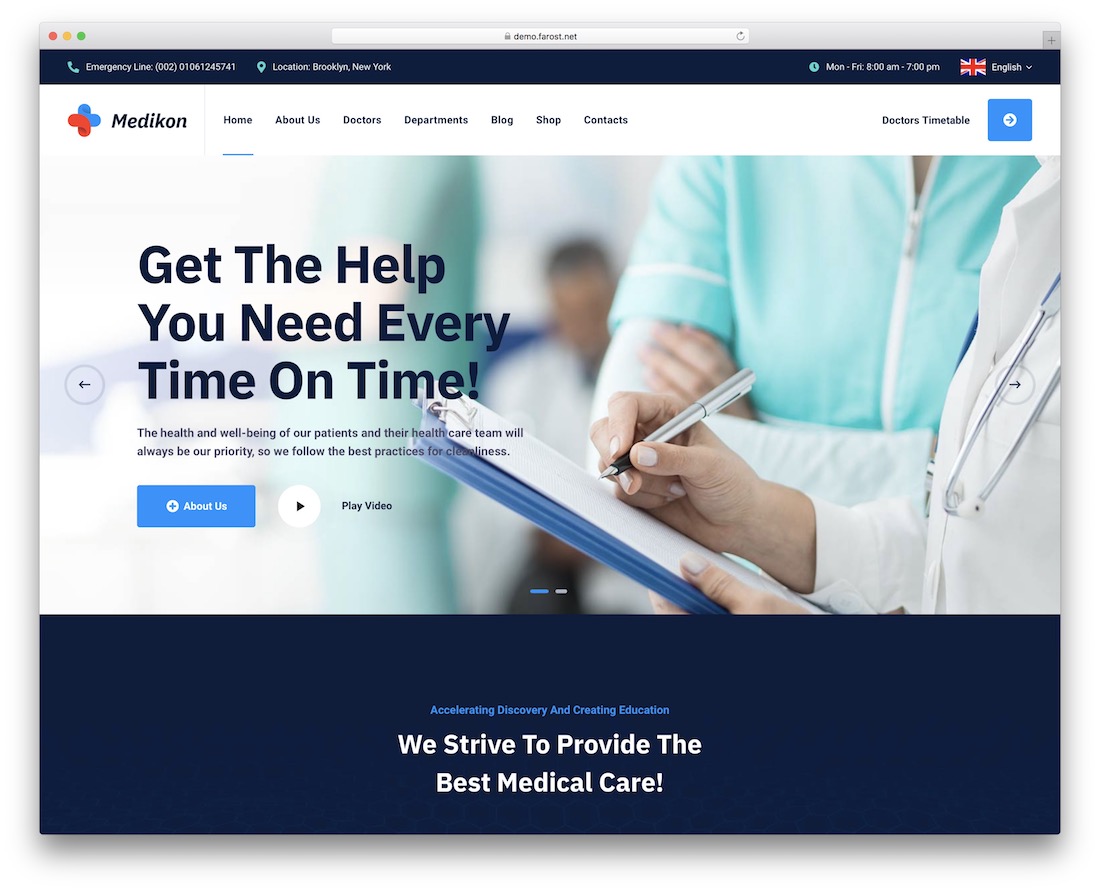 demo.farost.net
Emergency Line: (002) 01061245741
Location: Brooklyn, New York
Mon - Fri: 8:00 am - 7:00 pm
English
Medikon
Home
About Us
Doctors
Departments
Blog
Shop
Contacts
Doctors Timetable
Get The Help
You Need Every
Time On Time!
The health and well-being of our patients and their health care team will
always be our priority, so we follow the best practices for cleanliness.
About Us
Play Video
Accelerating Discovery And Creating Education
We Strive To Provide The
Best Medical Care!